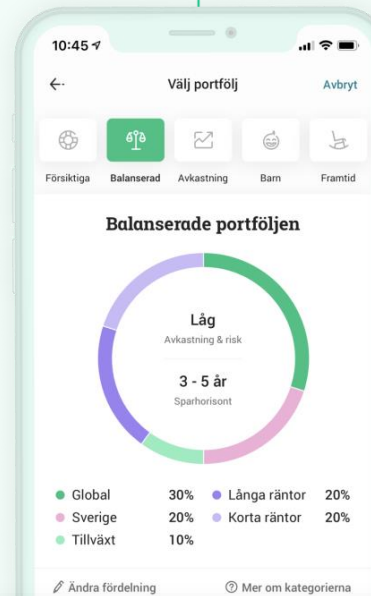 10:45
Välj portfölj
Avbryt
Försiktiga Balanserad Avkastning Barn Framtid
Balanserade portföljen
Låg
Avkastning & risk
3 - 5 år
Sparhorisont
Global 30% Långa räntor 20%
Sverige 20% Korta räntor 20%
Tillväxt 10%
Ändra fördelning Mer om kategorierna